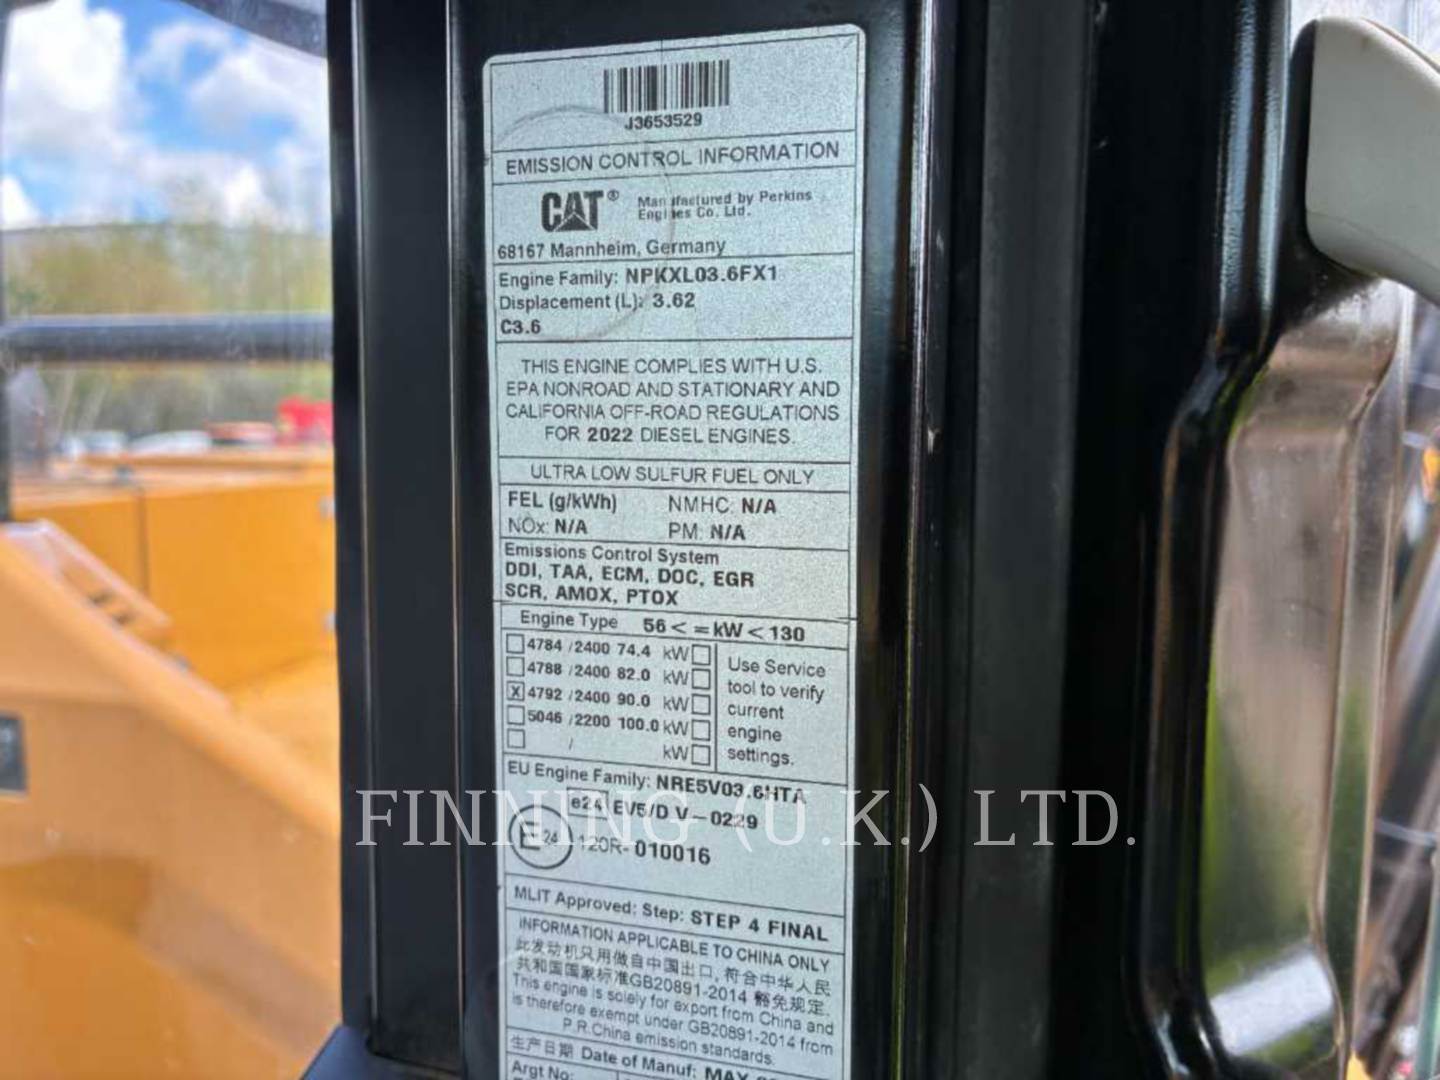 J3653529
EMISSION CONTROL INFORMATION
CAT® Manufactured by Perkins
Engines Co. Ltd.
68167 Mannheim, Germany
Engine Family: NPKXL03.6FX1
Displacement (L): 3.62
C3.6
THIS ENGINE COMPLIES WITH U.S.
EPA NONROAD AND STATIONARY AND
CALIFORNIA OFF-ROAD REGULATIONS
FOR 2022 DIESEL ENGINES.
ULTRA LOW SULFUR FUEL ONLY
FEL (g/kWh) NMHC: N/A
NOx: N/A PM: N/A
Emissions Control System
DDI, TAA, ECM, DOC, EGR
SCR, AMOX, PTOX
Engine Type 56 < = kW < 130
4784 /2400 74.4 kW
4788 /2400 82.0 kW
X 4792 /2400 90.0 kW
5046 /2200 100.0 kW
/ kW
Use Service
tool to verify
current
engine
settings.
EU Engine Family: NRE5V03.6HTA
e24 EV5/D V-0229
E24 120R- 010016
FINNING (U.K.) LTD.
MLIT Approved: Step: STEP 4 FINAL
INFORMATION APPLICABLE TO CHINA ONLY
此发动机只用做自中国出口, 符合中华人民
共和国国家标准GB20891-2014 豁免规定.
This engine is solely for export from China and
is therefore exempt under GB20891-2014 from
P.R.China emission standards.
生产日期 Date of Manuf: MAY
Argt No: